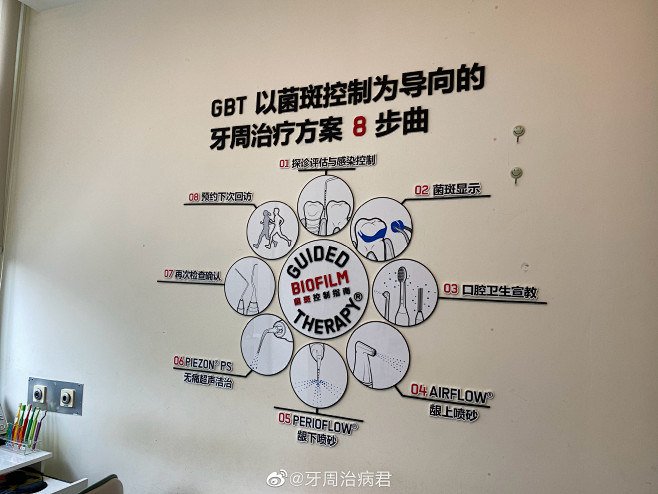 GBT 以菌斑控制为导向的
牙周治疗方案 8 步曲
01 探诊评估与感染控制
02 菌斑显示
03 口腔卫生宣教
04 AIRFLOW®
龈上喷砂
05 PERIOFLOW®
龈下喷砂
06 PIEZON® PS
无痛超声洁治
07 再次检查确认
08 预约下次回访
GUIDED
BIOFILM
菌斑控制指南
THERAPY®
@牙周治病君